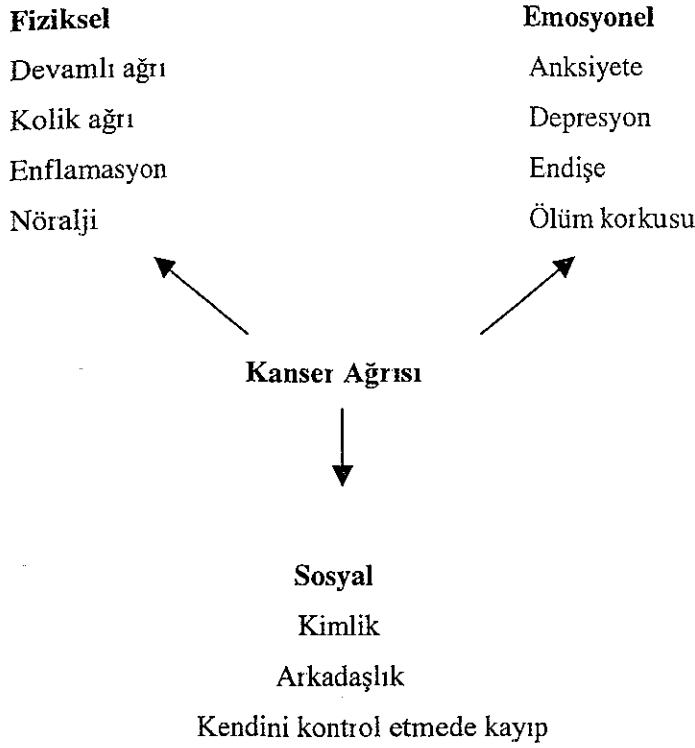 Fiziksel
Devamlı ağrı
Kolik ağrı
Enflamasyon
Nöralji
Emosyonel
Anksiyete
Depresyon
Endişe
Ölüm korkusu
Kanser Ağrısı
Sosyal
Kimlik
Arkadaşlık
Kendini kontrol etmede kayıp